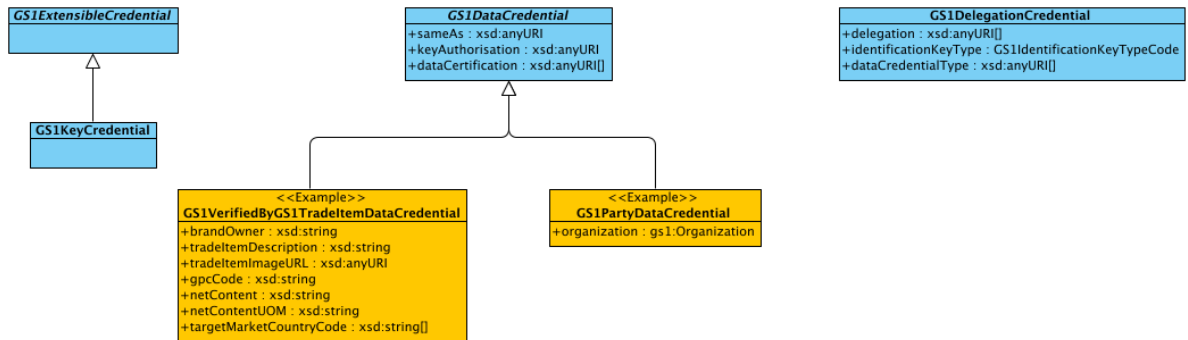 GS1ExtensibleCredential
GS1KeyCredential
GS1DataCredential
+sameAs : xsd:anyURI
+keyAuthorisation : xsd:anyURI
+dataCertification : xsd:anyURI[]
GS1DelegationCredential
+delegation : xsd:anyURI[]
+identificationKeyType : GS1IdentificationKeyTypeCode
+dataCredentialType : xsd:anyURI[]
<<Example>>
GS1VerifiedByGS1TradeItemDataCredential
+brandOwner : xsd:string
+tradeItemDescription : xsd:string
+tradeItemImageURL : xsd:anyURI
+gpcCode : xsd:string
+netContent : xsd:string
+netContentUOM : xsd:string
+targetMarketCountryCode : xsd:string[]
<<Example>>
GS1PartyDataCredential
+organization : gs1:Organization